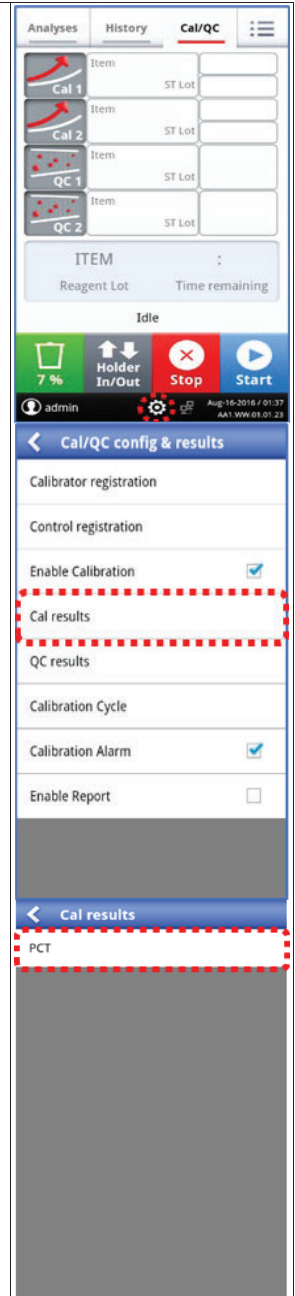 Analyses History Cal/QC
Item
Cal 1 ST Lot
Item
Cal 2 ST Lot
Item
QC 1 ST Lot
Item
QC 2 ST Lot
ITEM :
Reagent Lot Time remaining
Idle
7 % Holder In/Out Stop Start
admin Aug-16-2016 / 01:37
AA1.WW.01.01.23
Cal/QC config & results
Calibrator registration
Control registration
Enable Calibration
Cal results
QC results
Calibration Cycle
Calibration Alarm
Enable Report
Cal results
PCT